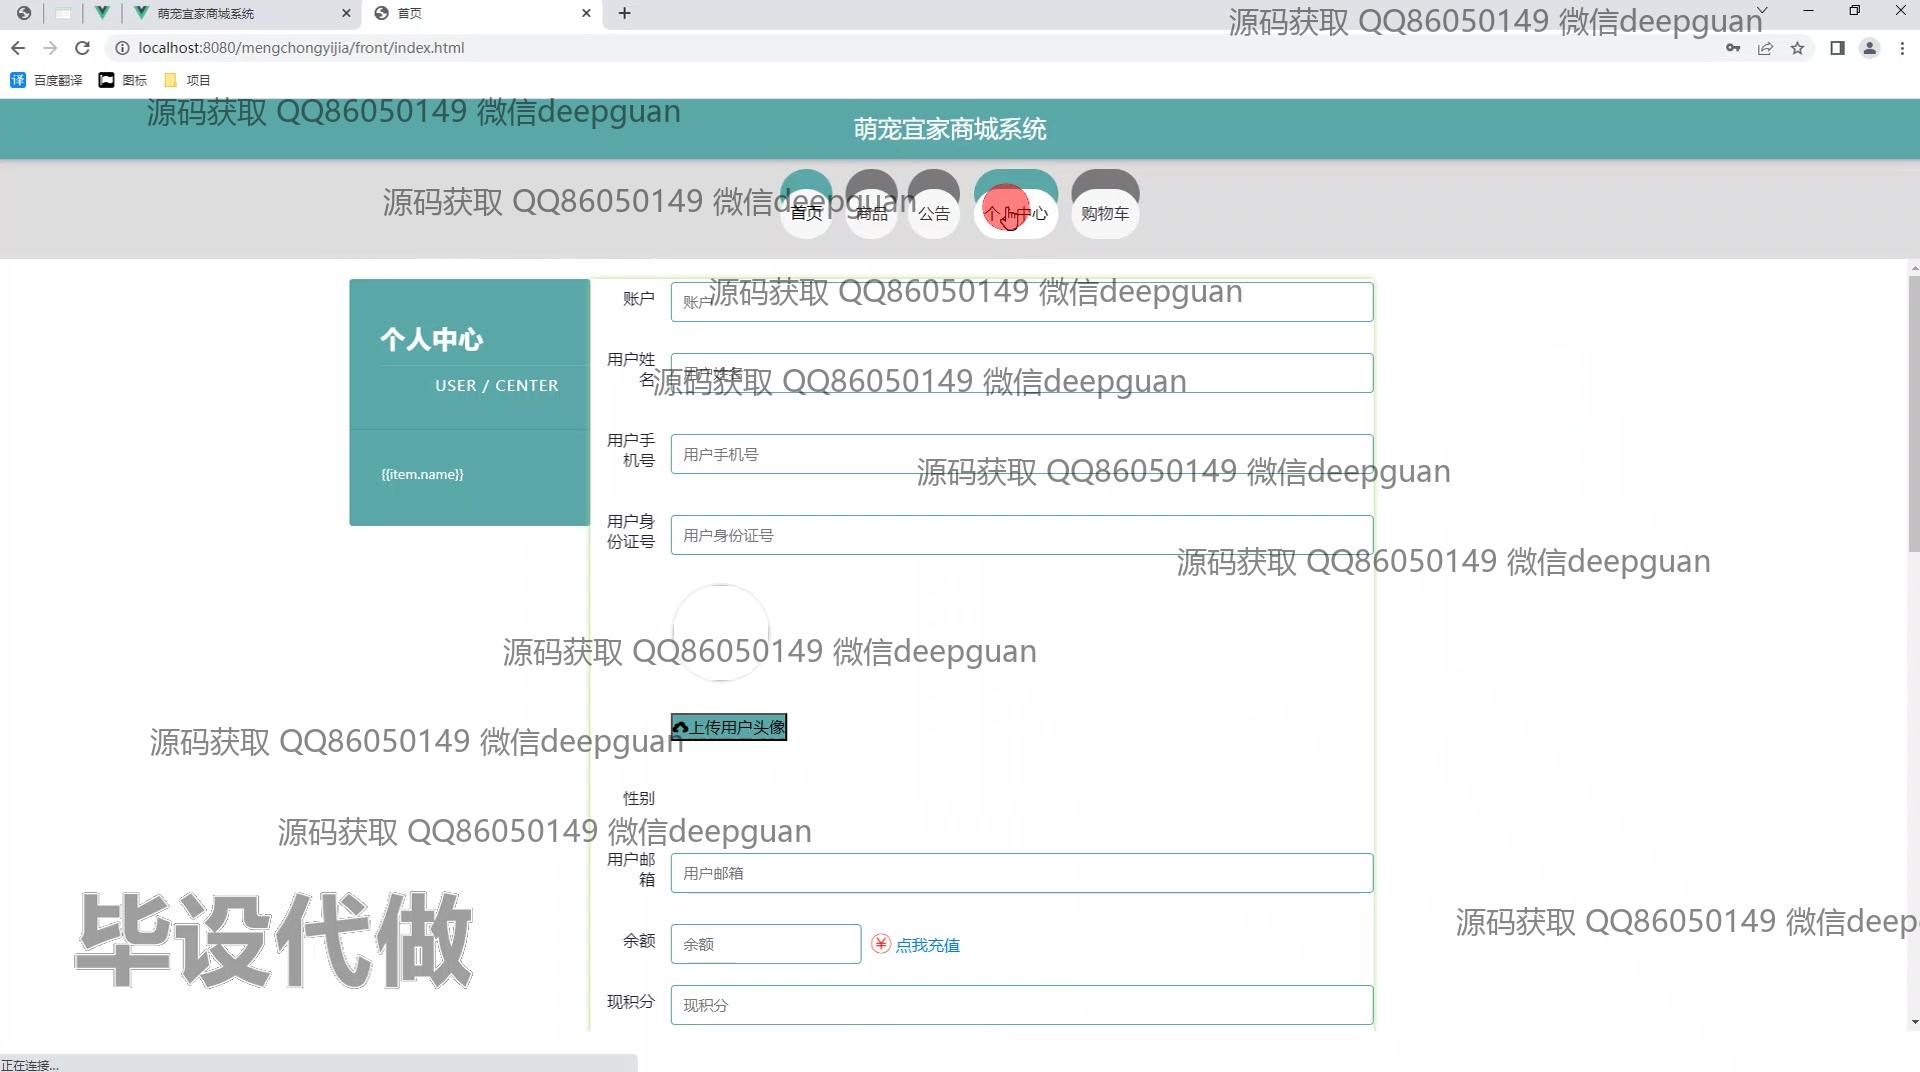 萌宠宜家商城系统
首页
源码获取 QQ86050149 微信deepguan
localhost:8080/mengchongyijia/front/index.html
百度翻译
图标
项目
源码获取 QQ86050149 微信deepguan
萌宠宜家商城系统
源码获取 QQ86050149 微信deepguan
首页
商品
公告
个人中心
购物车
源码获取 QQ86050149 微信deepguan
个人中心
USER / CENTER
{{item.name}}
账户
账户
用户姓名
用户姓名
源码获取 QQ86050149 微信deepguan
用户手机号
用户手机号
源码获取 QQ86050149 微信deepguan
用户身份证号
用户身份证号
源码获取 QQ86050149 微信deepguan
源码获取 QQ86050149 微信deepguan
上传用户头像
源码获取 QQ86050149 微信deepguan
性别
源码获取 QQ86050149 微信deepguan
用户邮箱
用户邮箱
毕设代做
源码获取 QQ86050149 微信deep
余额
余额
点我充值
现积分
现积分
正在连接...